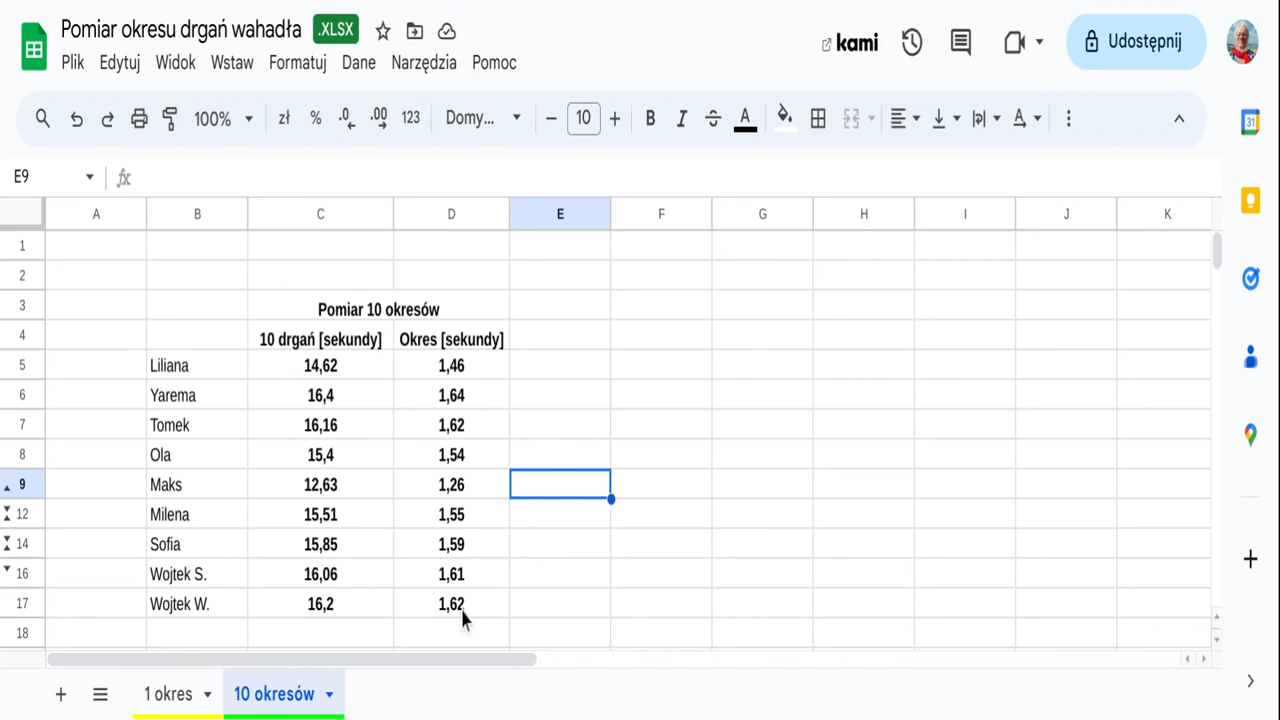 Pomiar okresu drgań wahadła .XLSX
kami
Udostępnij
Plik Edytuj Widok Wstaw Formatuj Dane Narzędzia Pomoc
100% zł % .0 .00 123 Domy... 10 B I S A
31
E9 fx
A B C D E F G H I J K
1
2
3 Pomiar 10 okresów
4 10 drgań [sekundy] Okres [sekundy]
5 Liliana 14,62 1,46
6 Yarema 16,4 1,64
7 Tomek 16,16 1,62
8 Ola 15,4 1,54
9 Maks 12,63 1,26
12 Milena 15,51 1,55
14 Sofia 15,85 1,59
16 Wojtek S. 16,06 1,61
17 Wojtek W. 16,2 1,62
18
1 okres 10 okresów